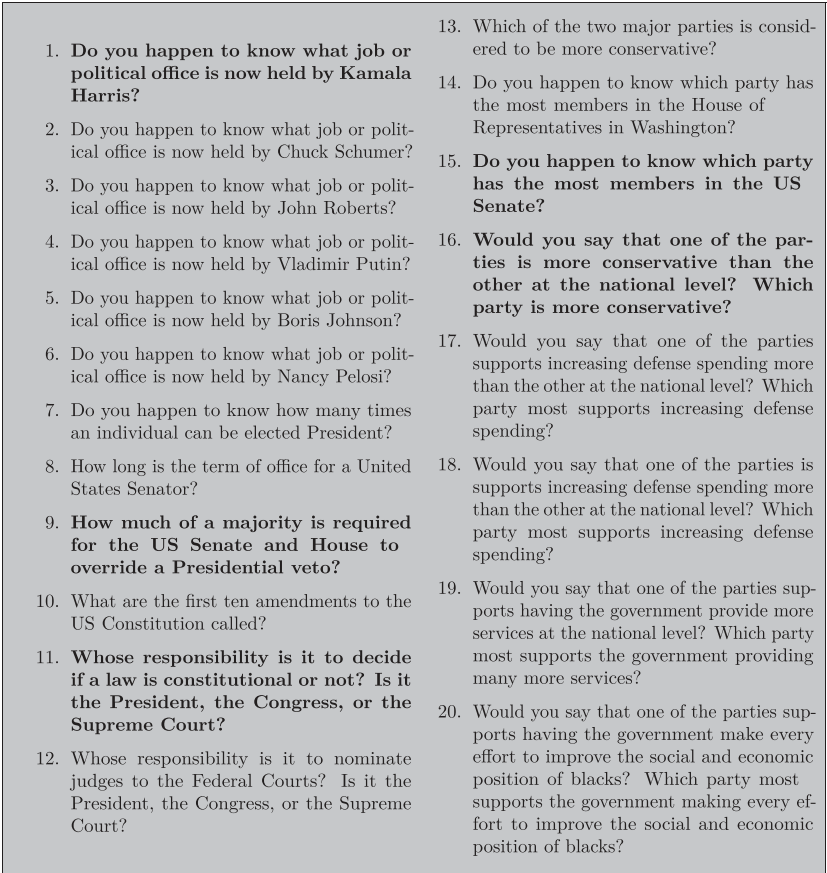 1. Do you happen to know what job or
political office is now held by Kamala
Harris?
2. Do you happen to know what job or polit-
ical office is now held by Chuck Schumer?
3. Do you happen to know what job or polit-
ical office is now held by John Roberts?
4. Do you happen to know what job or polit-
ical office is now held by Vladimir Putin?
5. Do you happen to know what job or polit-
ical office is now held by Boris Johnson?
6. Do you happen to know what job or polit-
ical office is now held by Nancy Pelosi?
7. Do you happen to know how many times
an individual can be elected President?
8. How long is the term of office for a United
States Senator?
9. How much of a majority is required
for the US Senate and House to
override a Presidential veto?
10. What are the first ten amendments to the
US Constitution called?
11. Whose responsibility is it to decide
if a law is constitutional or not? Is it
the President, the Congress, or the
Supreme Court?
12. Whose responsibility is it to nominate
judges to the Federal Courts? Is it the
President, the Congress, or the Supreme
Court?
13. Which of the two major parties is consid-
ered to be more conservative?
14. Do you happen to know which party has
the most members in the House of
Representatives in Washington?
15. Do you happen to know which party
has the most members in the US
Senate?
16. Would you say that one of the par-
ties is more conservative than the
other at the national level? Which
party is more conservative?
17. Would you say that one of the parties
supports increasing defense spending more
than the other at the national level? Which
party most supports increasing defense
spending?
18. Would you say that one of the parties is
supports increasing defense spending more
than the other at the national level? Which
party most supports increasing defense
spending?
19. Would you say that one of the parties sup-
ports having the government provide more
services at the national level? Which party
most supports the government providing
many more services?
20. Would you say that one of the parties sup-
ports having the government make every
effort to improve the social and economic
position of blacks? Which party most
supports the government making every ef-
fort to improve the social and economic
position of blacks?